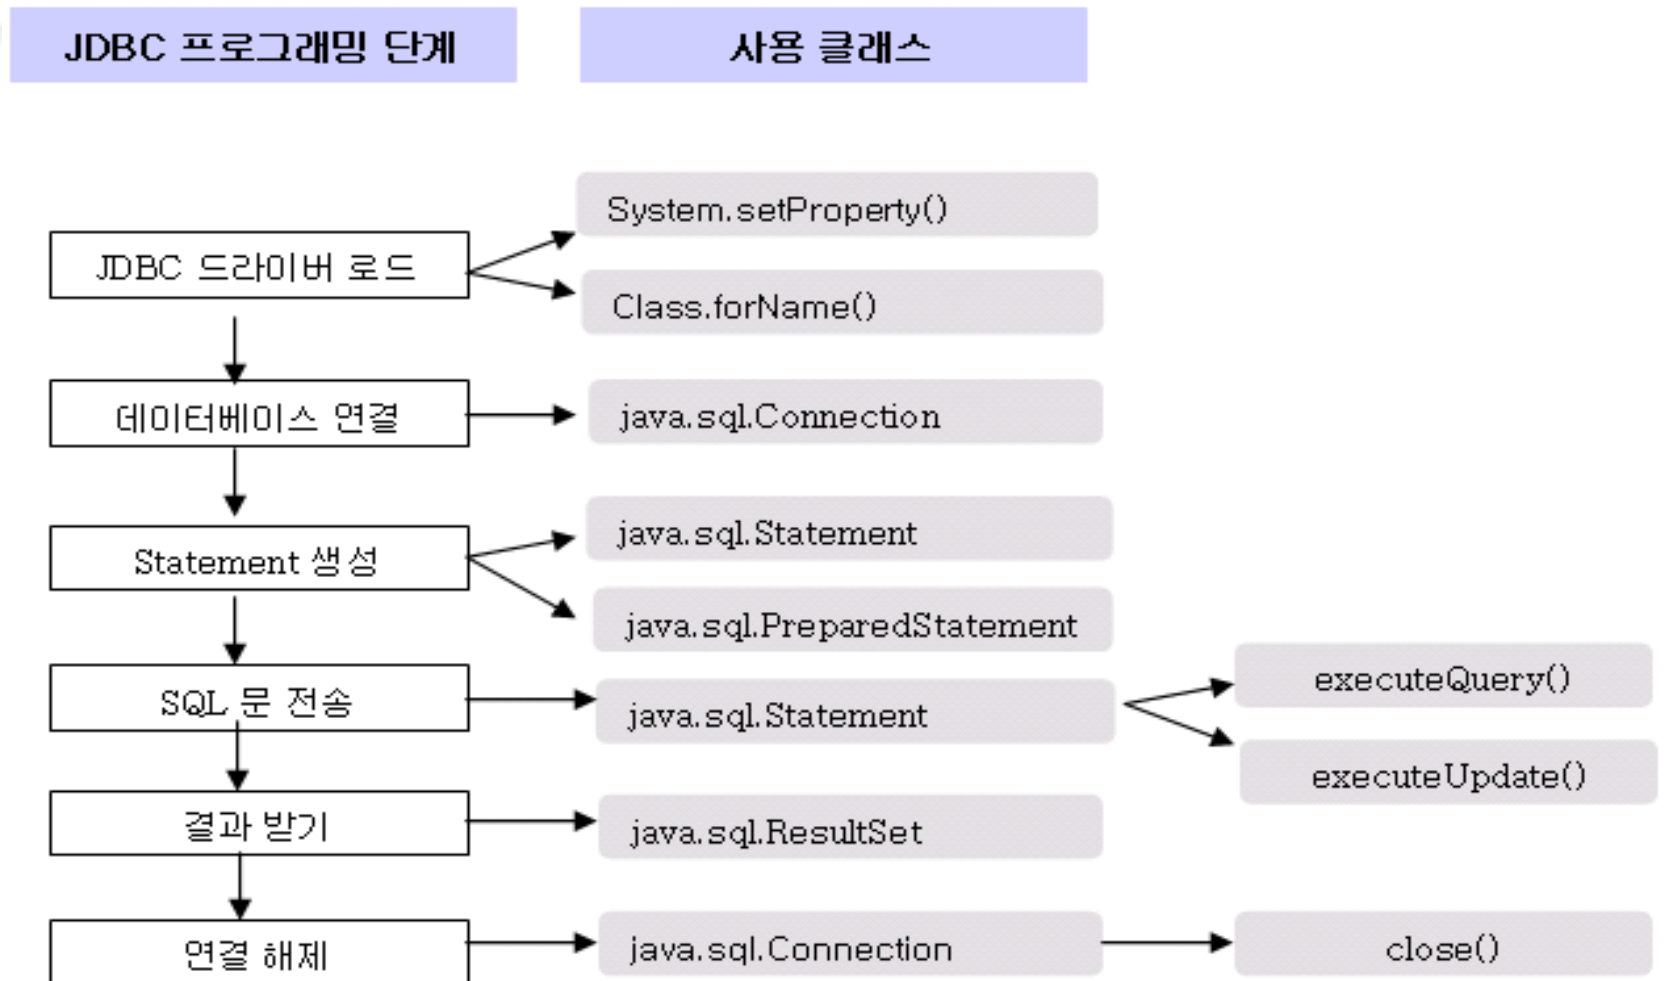 JDBC 프로그래밍 단계
사용 클래스
JDBC 드라이버 로드
System.setProperty()
Class.forName()
데이터베이스 연결
java.sql.Connection
Statement 생성
java.sql.Statement
java.sql.PreparedStatement
SQL 문 전송
java.sql.Statement
executeQuery()
executeUpdate()
결과 받기
java.sql.ResultSet
연결 해제
java.sql.Connection
close()